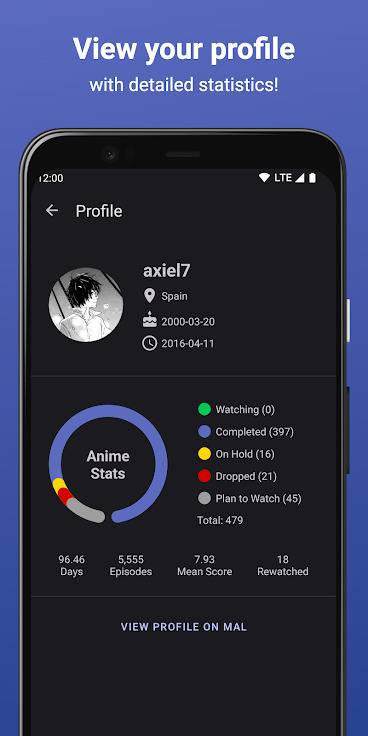 View your profile
with detailed statistics!
12:00
LTE
Profile
axiel7
Spain
2000-03-20
2016-04-11
Anime
Stats
Watching (0)
Completed (397)
On Hold (16)
Dropped (21)
Plan to Watch (45)
Total: 479
96.46 5,555 7.93 18
Days Episodes Mean Score Rewatched
VIEW PROFILE ON MAL